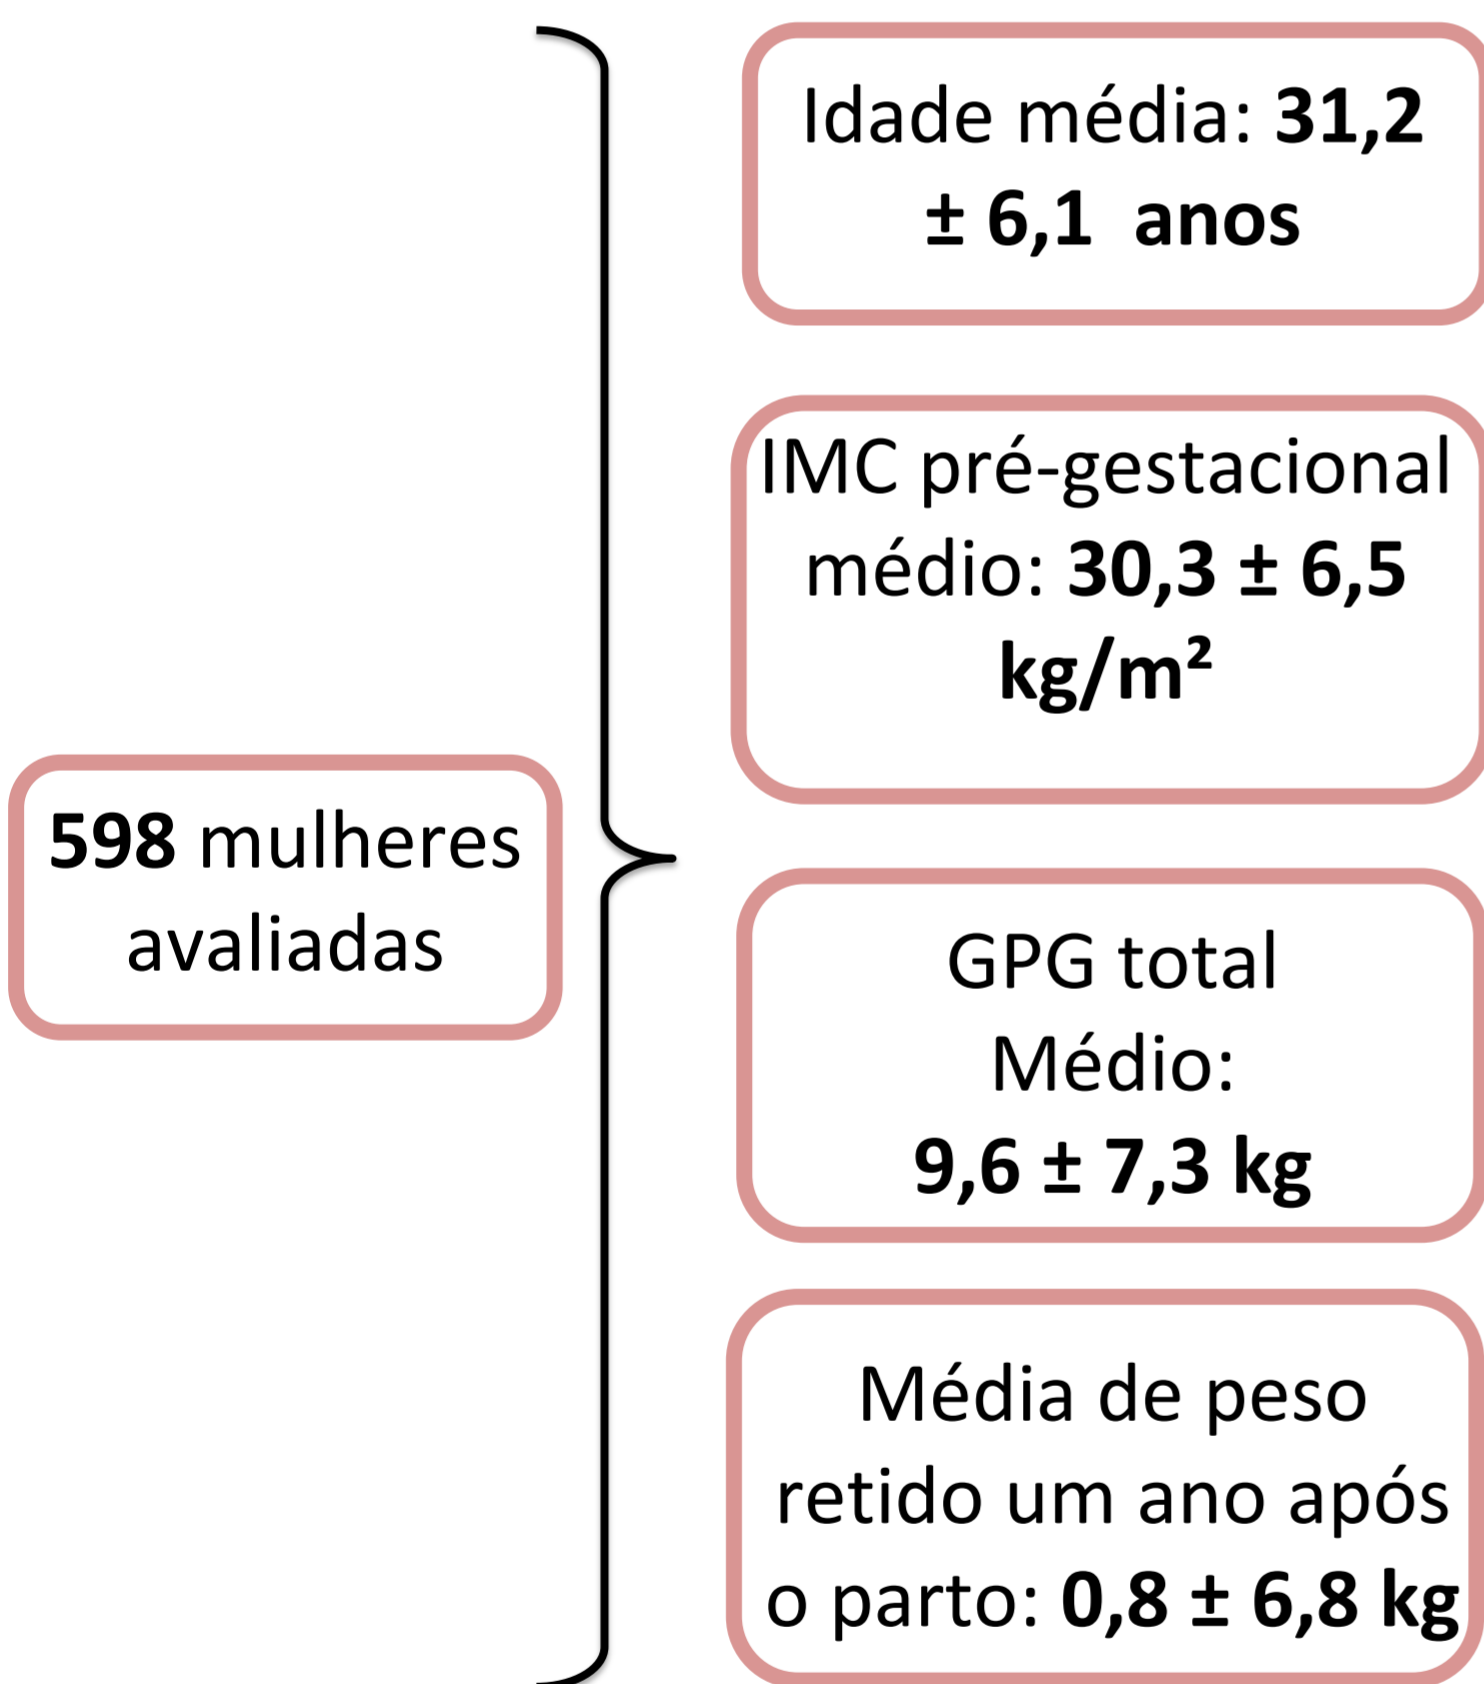 598 mulheres
avaliadas
Idade média: 31,2
± 6,1 anos
IMC pré-gestacional
médio: 30,3 ± 6,5
kg/m²
GPG total
Médio:
9,6 ± 7,3 kg
Média de peso
retido um ano após
o parto: 0,8 ± 6,8 kg